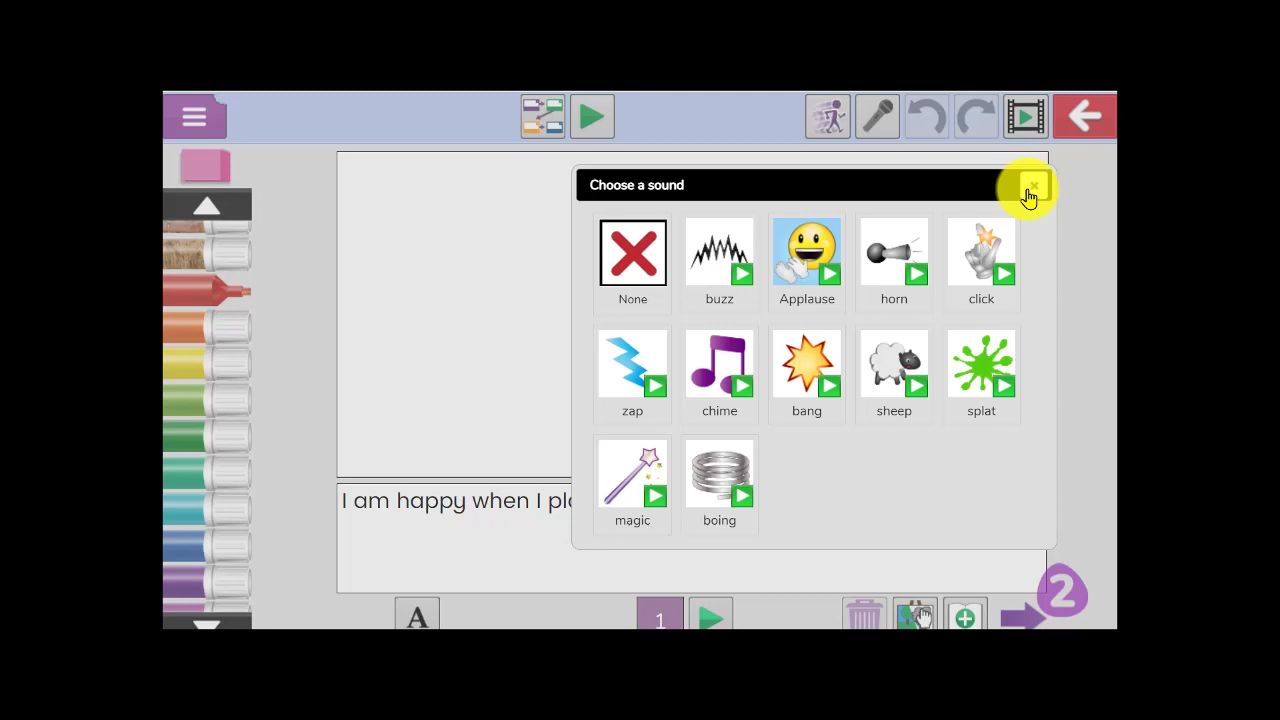 Choose a sound
None buzz Applause horn click
zap chime bang sheep splat
magic boing
I am happy when I pl
A 1 2